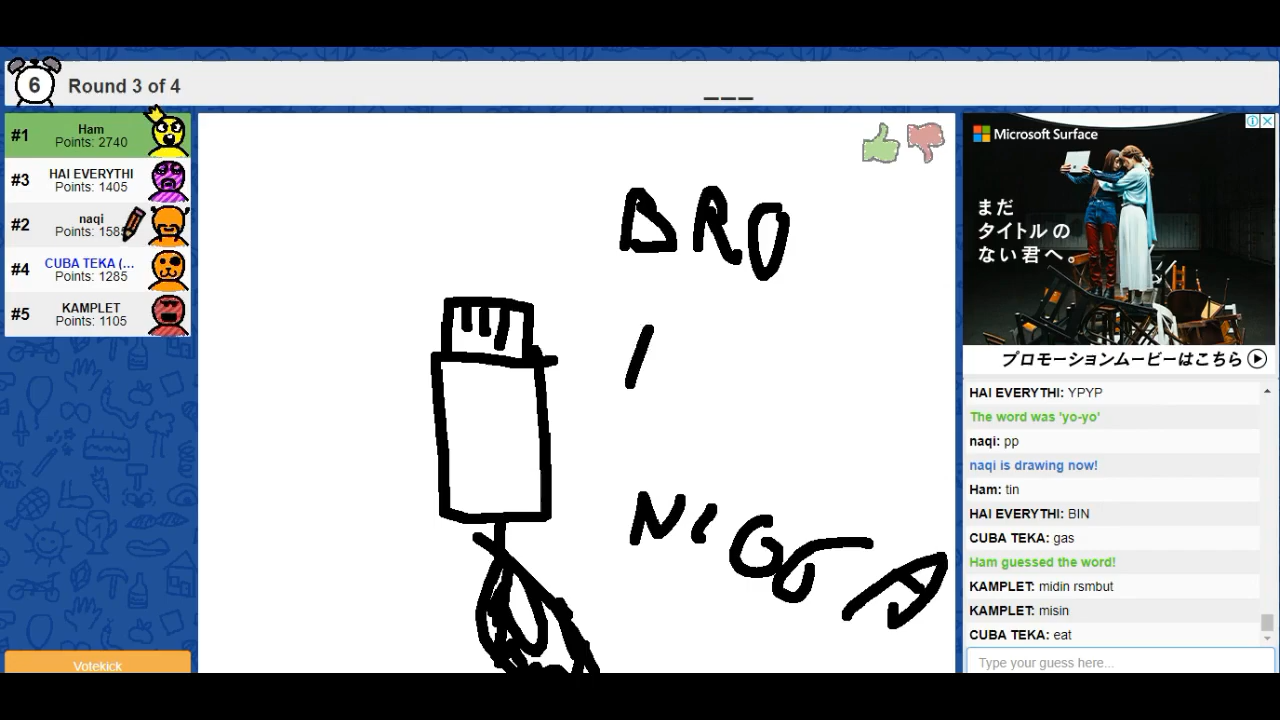 6
Round 3 of 4
___
#1
Ham
Points: 2740
#3
HAI EVERYTHI
Points: 1405
#2
naqi
Points: 1585
#4
CUBA TEKA (...
Points: 1285
#5
KAMPLET
Points: 1105
Votekick
BRO
/
NIGGA
Microsoft Surface
まだ
タイトルの
ない君へ。
プロモーションムービーはこちら
HAI EVERYTHI: YPYP
The word was 'yo-yo'
naqi: pp
naqi is drawing now!
Ham: tin
HAI EVERYTHI: BIN
CUBA TEKA: gas
Ham guessed the word!
KAMPLET: midin rsmbut
KAMPLET: misin
CUBA TEKA: eat
Type your guess here...